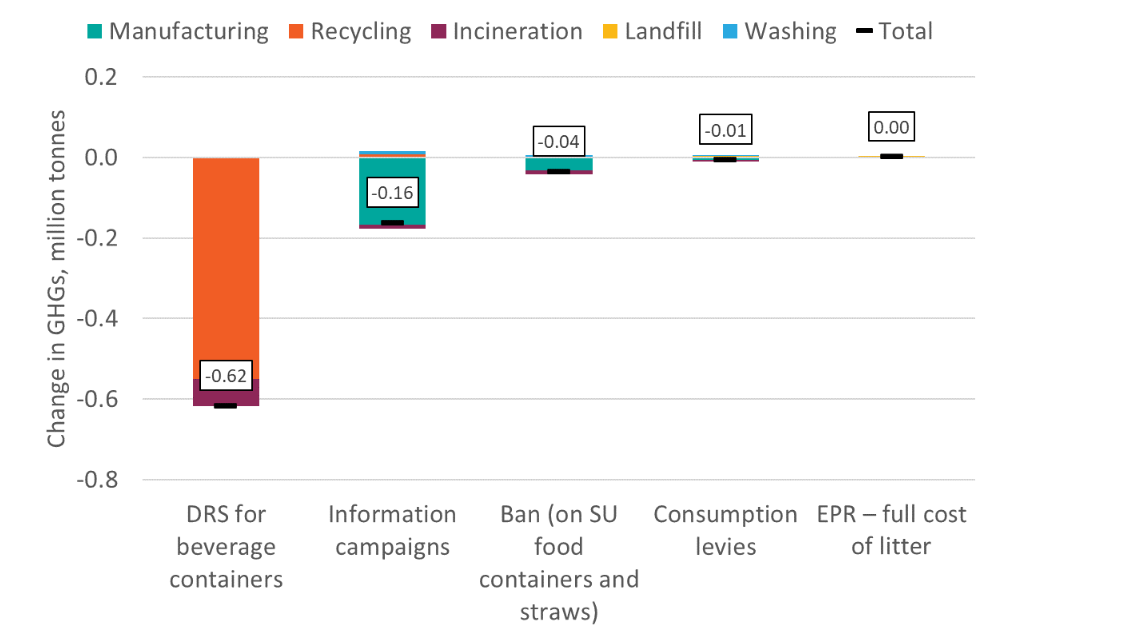 Manufacturing Recycling Incineration Landfill Washing Total
Change in GHGs, million tonnes
0.2
0.0
-0.2
-0.4
-0.6
-0.8
-0.62
-0.16
-0.04
-0.01
0.00
DRS for
beverage
containers
Information
campaigns
Ban (on SU
food
containers and
straws)
Consumption
levies
EPR – full cost
of litter